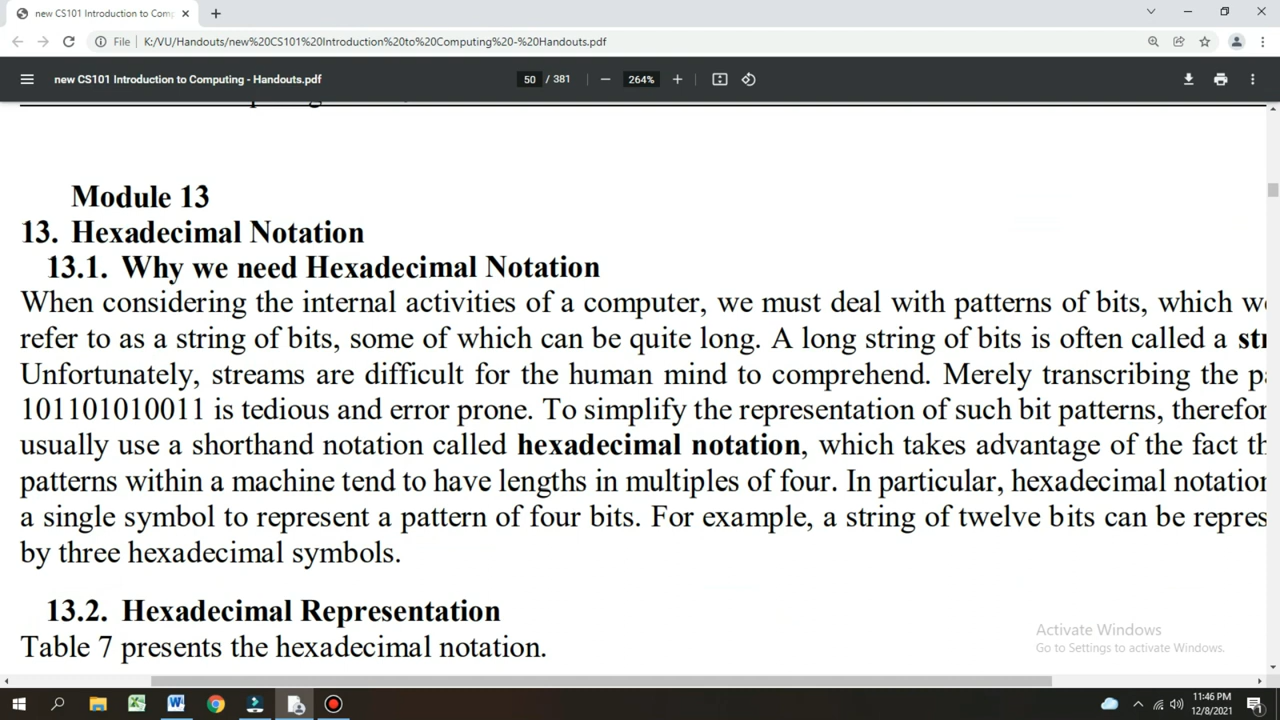 new CS101 Introduction to Com
File K:/VU/Handouts/new%20CS101%20Introduction%20to%20Computing%20-%20Handouts.pdf
new CS101 Introduction to Computing - Handouts.pdf 50 / 381 264%
Module 13
13. Hexadecimal Notation
13.1. Why we need Hexadecimal Notation
When considering the internal activities of a computer, we must deal with patterns of bits, which
refer to as a string of bits, some of which can be quite long. A long string of bits is often called a
Unfortunately, streams are difficult for the human mind to comprehend. Merely transcribing the
101101010011 is tedious and error prone. To simplify the representation of such bit patterns,
usually use a shorthand notation called hexadecimal notation, which takes advantage of the fact
patterns within a machine tend to have lengths in multiples of four. In particular, hexadecimal
a single symbol to represent a pattern of four bits. For example, a string of twelve bits can be
by three hexadecimal symbols.
13.2. Hexadecimal Representation
Table 7 presents the hexadecimal notation.
Activate Windows
Go to Settings to activate Windows.
11:46 PM
12/8/2021
1